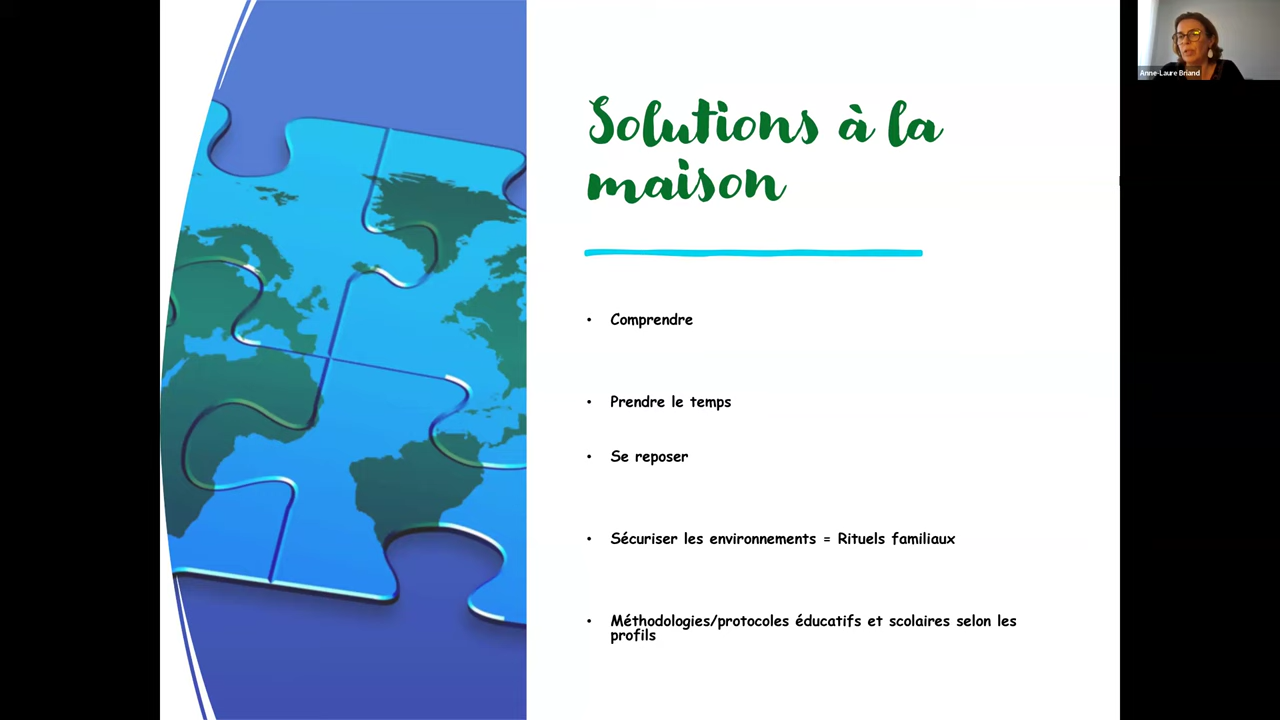 Solutions à la
maison
• Comprendre
• Prendre le temps
• Se reposer
• Sécuriser les environnements = Rituels familiaux
• Méthodologies/protocoles éducatifs et scolaires selon les
profils
Anne-Laure Briand